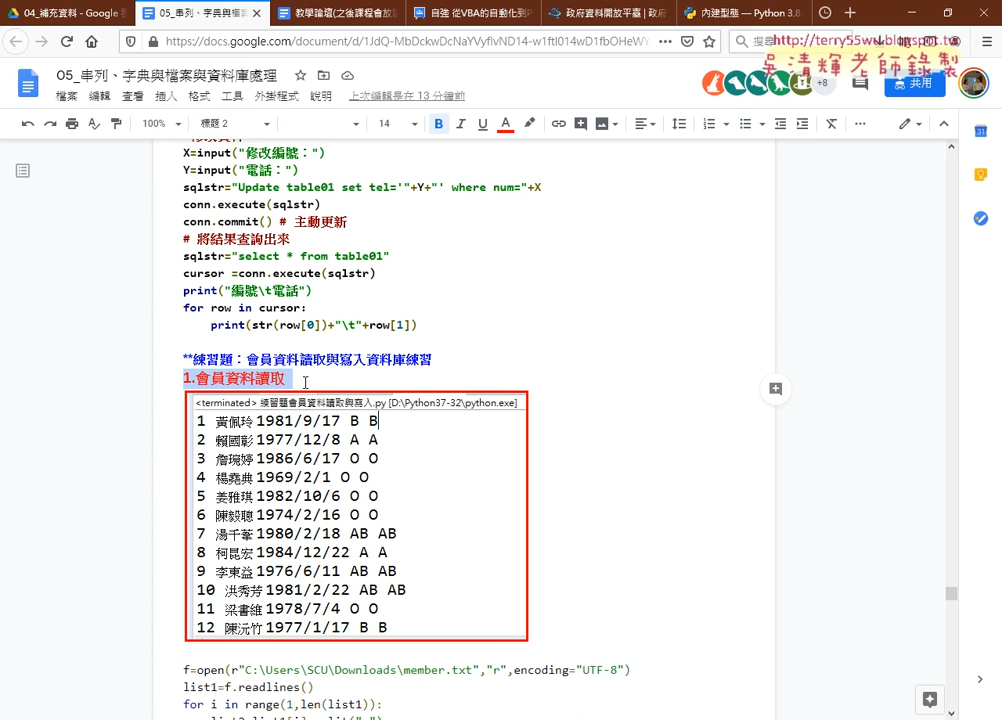 04_補充資料 - Google
05_串列、字典與檔案
教學論壇(之後課程會放
自強 從VBA的自動化到P
政府資料開放平臺 | 政府
內建型態 — Python 3.8.
https://docs.google.com/document/d/1JdQ-MbDckwDcNaYVyfivND14-w1ftI014wD1fbOHeWY
http://terry55wu.blogspot.tw
吳清輝老師錄製
05_串列、字典與檔案與資料庫處理
檔案 編輯 查看 插入 格式 工具 外掛程式 說明 上次編輯是在 13 分鐘前
+8
共用
100% 標題 2 14 B I U A
31
X=input("修改編號：")
Y=input("電話：")
sqlstr="Update table01 set tel='"+Y+"' where num="+X
conn.execute(sqlstr)
conn.commit() # 主動更新
# 將結果查詢出來
sqlstr="select * from table01"
cursor =conn.execute(sqlstr)
print("編號\t電話")
for row in cursor:
print(str(row[0])+"\t"+row[1])
**練習題：會員資料讀取與寫入資料庫練習
1.會員資料讀取
<terminated> 練習題會員資料讀取與寫入.py [D:\Python37-32\python.exe]
1 黃佩玲 1981/9/17 B B
2 賴國彰 1977/12/8 A A
3 詹琬婷 1986/6/17 O O
4 楊堯典 1969/2/1 O O
5 姜雅琪 1982/10/6 O O
6 陳毅聰 1974/2/16 O O
7 湯千 1980/2/18 AB AB
8 柯昆宏 1984/12/22 A A
9 李東益 1976/6/11 AB AB
10 洪秀芳 1981/2/22 AB AB
11 梁書維 1978/7/4 O O
12 陳沅竹 1977/1/17 B B
f=open(r"C:\Users\SCU\Downloads\member.txt","r",encoding="UTF-8")
list1=f.readlines()
for i in range(1,len(list1)):